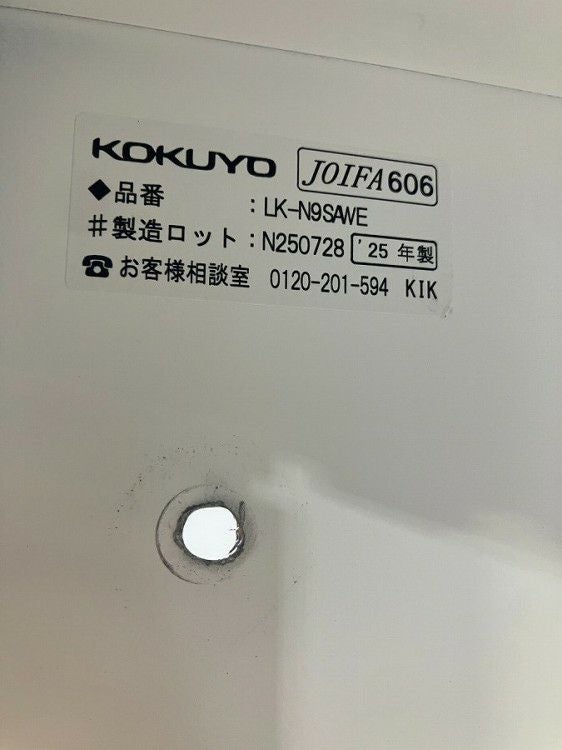 KOKUYO JOIFA606
◆品番 :LK-N9SAWE
#製造ロット:N250728 '25年製
☎お客様相談室 0120-201-594 KIK